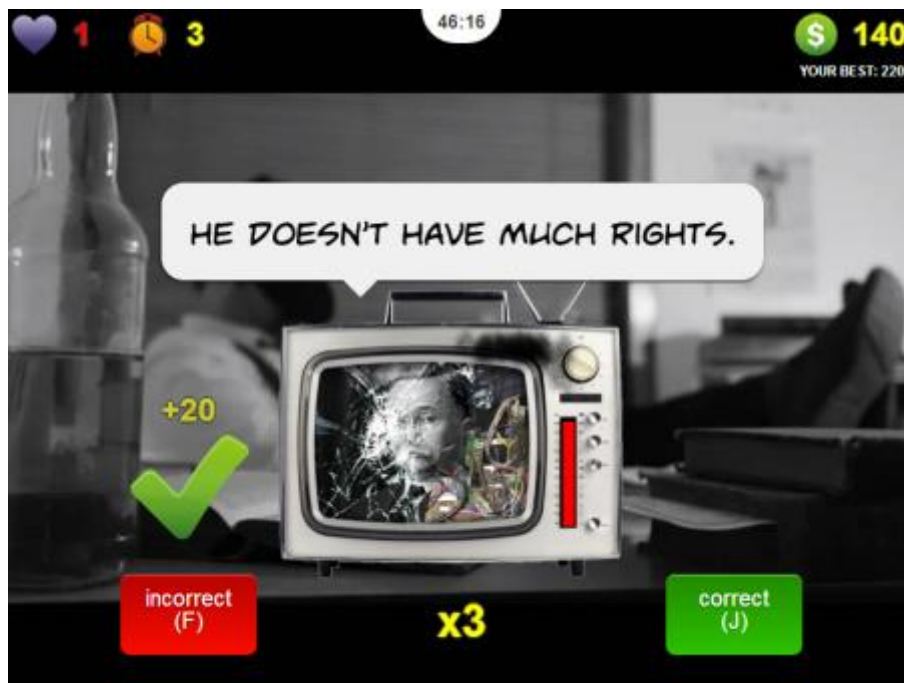 1
3
46:16
$ 140
YOUR BEST: 220
HE DOESN'T HAVE MUCH RIGHTS.
+20
incorrect
(F)
x3
correct
(J)